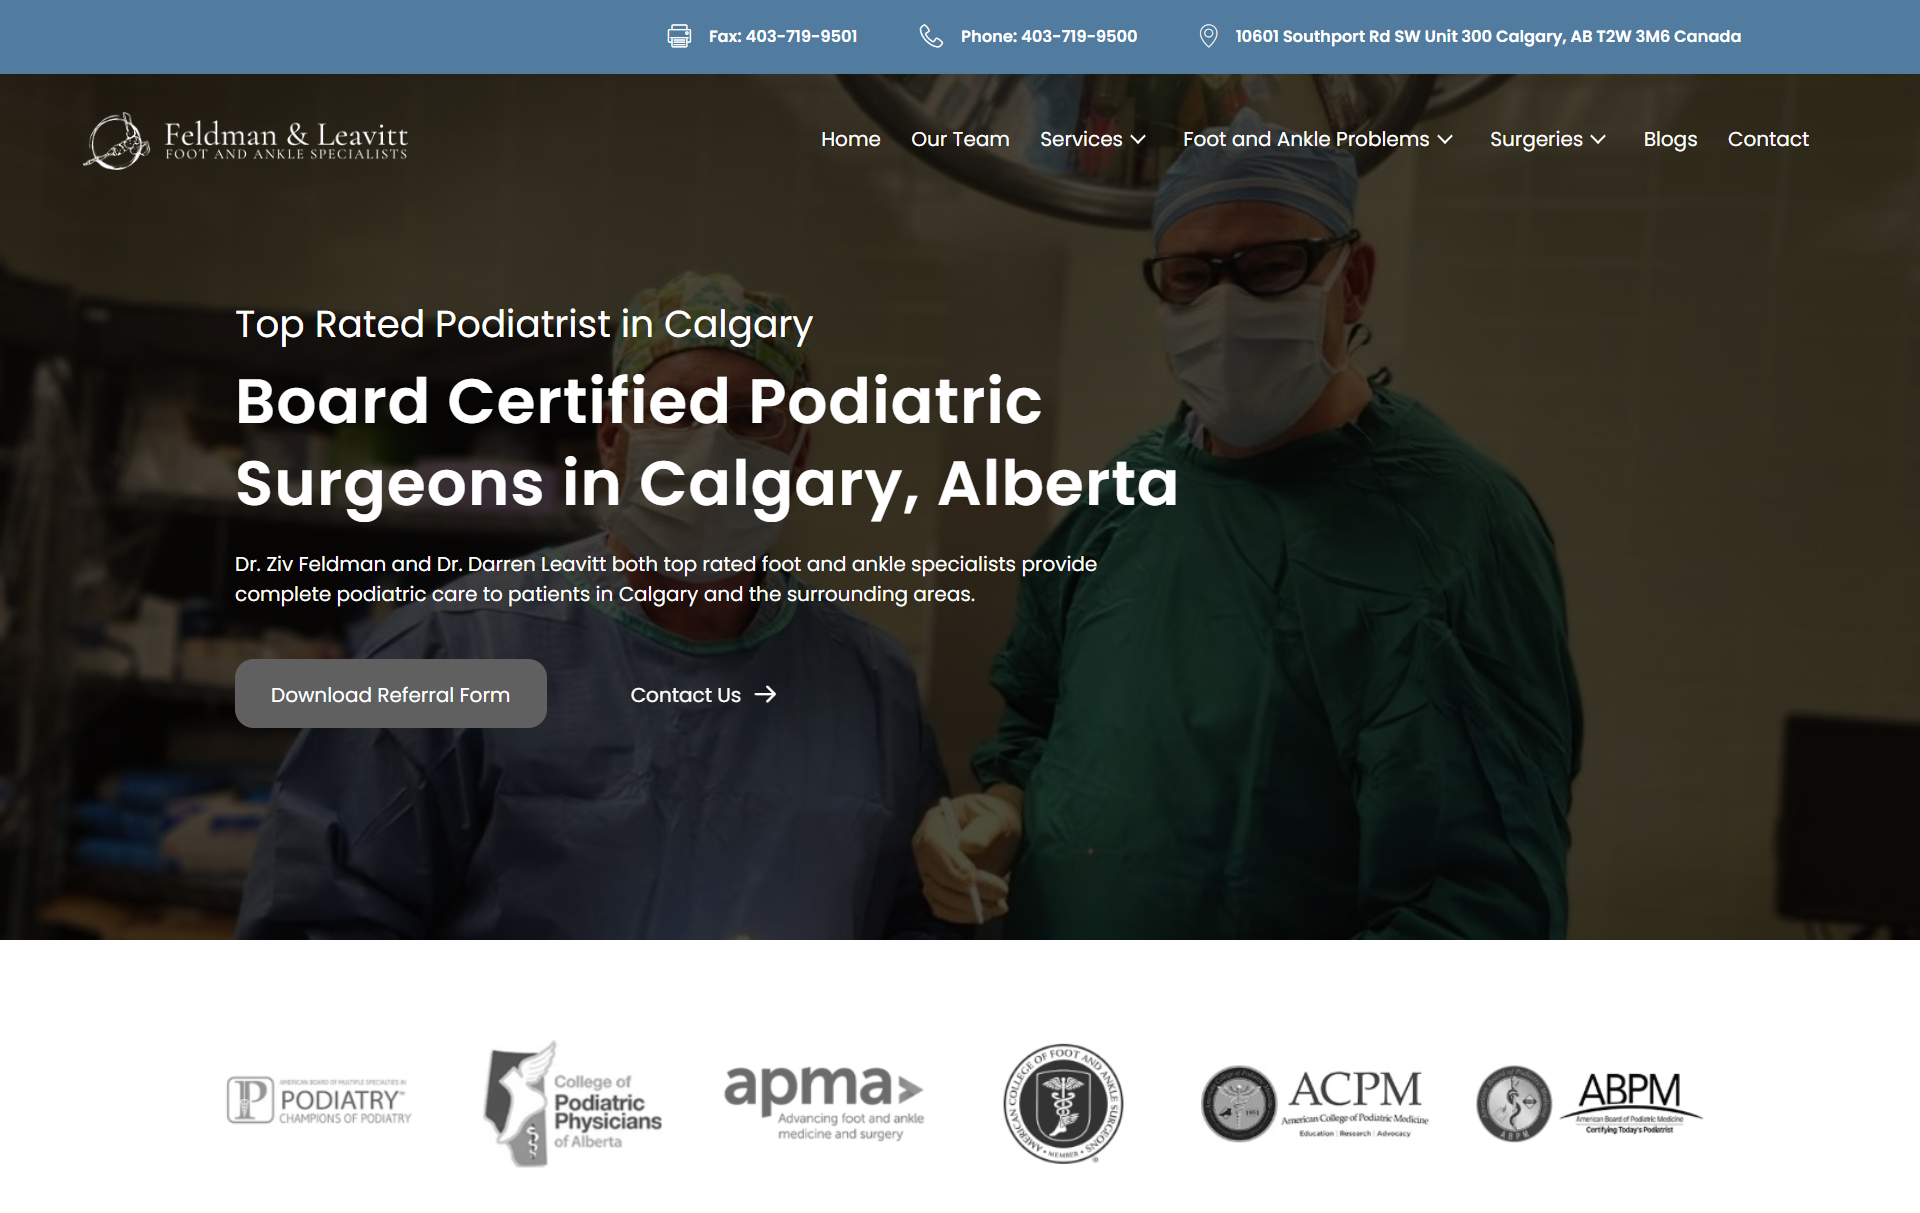 Fax: 403-719-9501
Phone: 403-719-9500
10601 Southport Rd SW Unit 300 Calgary, AB T2W 3M6 Canada
Feldman & Leavitt
FOOT AND ANKLE SPECIALISTS
Home
Our Team
Services
Foot and Ankle Problems
Surgeries
Blogs
Contact
Top Rated Podiatrist in Calgary
Board Certified Podiatric
Surgeons in Calgary, Alberta
Dr. Ziv Feldman and Dr. Darren Leavitt both top rated foot and ankle specialists provide
complete podiatric care to patients in Calgary and the surrounding areas.
Download Referral Form
Contact Us
P
AMERICAN BOARD OF MULTIPLE SPECIALTIES IN
PODIATRY™
CHAMPIONS OF PODIATRY
College of
Podiatric
Physicians
of Alberta
apma
Advancing foot and ankle
medicine and surgery
AMERICAN COLLEGE OF FOOT AND ANKLE SURGEONS
MEMBER
®
ACPM
American College of Podiatric Medicine
Education | Research | Advocacy
ABPM
ABPM
American Board of Podiatric Medicine
Certifying Today's Podiatrist